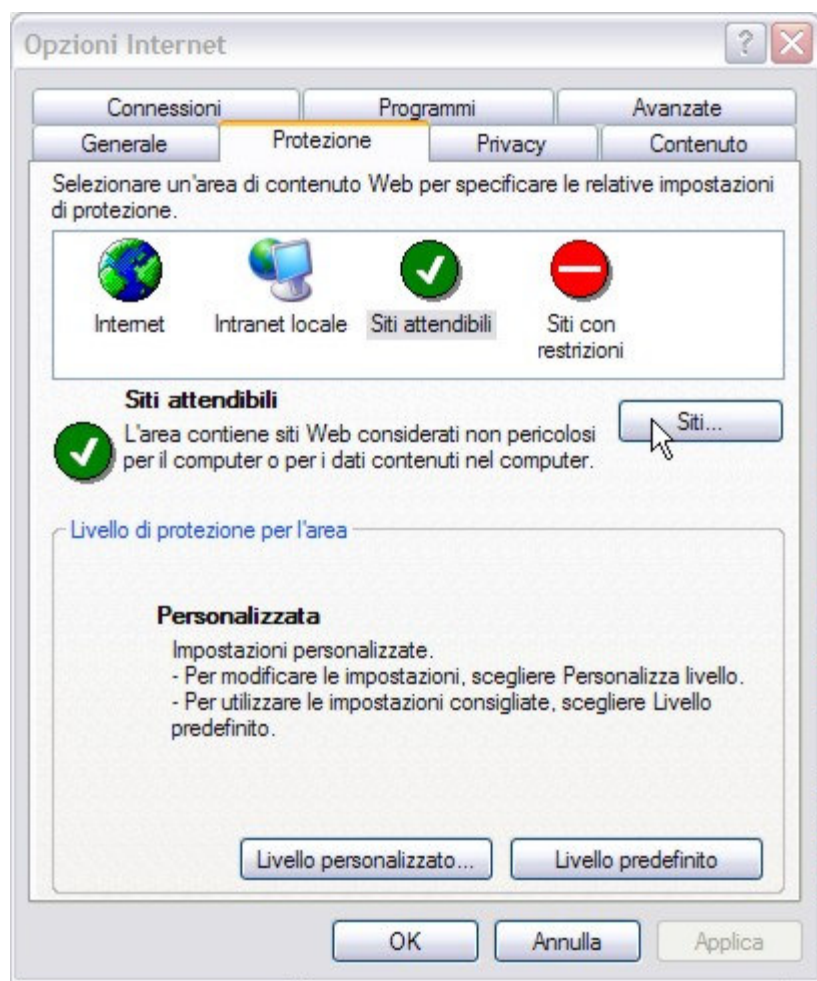 Opzioni Internet
Connessioni Programmi Avanzate
Generale Protezione Privacy Contenuto
Selezionare un'area di contenuto Web per specificare le relative impostazioni
di protezione.
Internet Intranet locale Siti attendibili Siti con
restrizioni
Siti attendibili
L'area contiene siti Web considerati non pericolosi
per il computer o per i dati contenuti nel computer.
Siti...
Livello di protezione per l'area
Personalizzata
Impostazioni personalizzate.
- Per modificare le impostazioni, scegliere Personalizza livello.
- Per utilizzare le impostazioni consigliate, scegliere Livello
predefinito.
Livello personalizzato... Livello predefinito
OK Annulla Applica